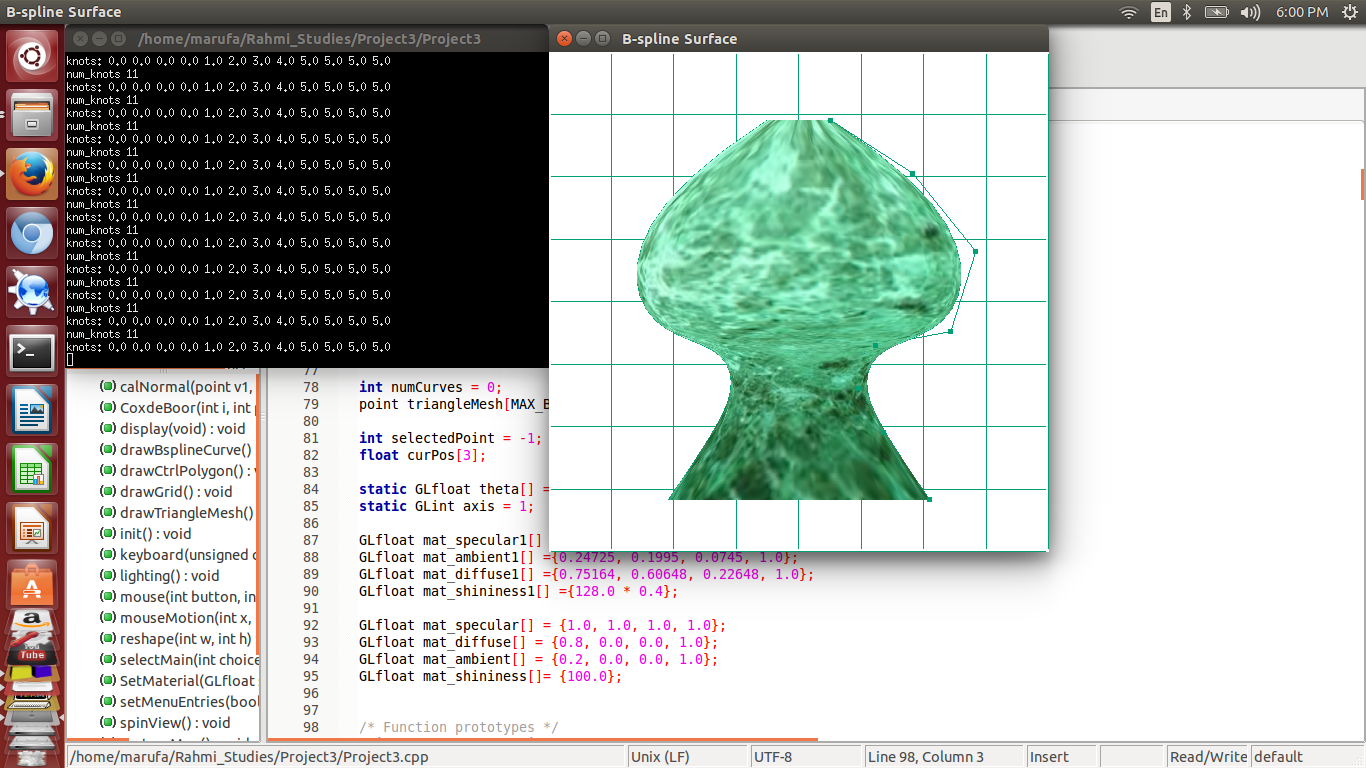 B-spline Surface
En
6:00 PM
/home/marufa/Rahmi_Studies/Project3/Project3
knots: 0.0 0.0 0.0 0.0 1.0 2.0 3.0 4.0 5.0 5.0 5.0 5.0
num_knots 11
knots: 0.0 0.0 0.0 0.0 1.0 2.0 3.0 4.0 5.0 5.0 5.0 5.0
num_knots 11
knots: 0.0 0.0 0.0 0.0 1.0 2.0 3.0 4.0 5.0 5.0 5.0 5.0
num_knots 11
knots: 0.0 0.0 0.0 0.0 1.0 2.0 3.0 4.0 5.0 5.0 5.0 5.0
num_knots 11
knots: 0.0 0.0 0.0 0.0 1.0 2.0 3.0 4.0 5.0 5.0 5.0 5.0
num_knots 11
knots: 0.0 0.0 0.0 0.0 1.0 2.0 3.0 4.0 5.0 5.0 5.0 5.0
num_knots 11
knots: 0.0 0.0 0.0 0.0 1.0 2.0 3.0 4.0 5.0 5.0 5.0 5.0
num_knots 11
knots: 0.0 0.0 0.0 0.0 1.0 2.0 3.0 4.0 5.0 5.0 5.0 5.0
num_knots 11
knots: 0.0 0.0 0.0 0.0 1.0 2.0 3.0 4.0 5.0 5.0 5.0 5.0
num_knots 11
knots: 0.0 0.0 0.0 0.0 1.0 2.0 3.0 4.0 5.0 5.0 5.0 5.0
num_knots 11
knots: 0.0 0.0 0.0 0.0 1.0 2.0 3.0 4.0 5.0 5.0 5.0 5.0
num_knots 11
knots: 0.0 0.0 0.0 0.0 1.0 2.0 3.0 4.0 5.0 5.0 5.0 5.0
B-spline Surface
calNormal(point v1,
CoxdeBoor(int i, int
display(void) : void
drawBsplineCurve()
drawCtrlPolygon() :
drawGrid() : void
drawTriangleMesh()
init() : void
keyboard(unsigned c
lighting() : void
mouse(int button, in
mouseMotion(int x,
reshape(int w, int h)
selectMain(int choice
SetMaterial(GLfloat
setMenuEntries(bool
spinView() : void
77
78 int numCurves = 0;
79 point triangleMesh[MAX_B
80
81 int selectedPoint = -1;
82 float curPos[3];
83
84 static GLfloat theta[] =
85 static GLint axis = 1;
86
87 GLfloat mat_specular1[]
88 GLfloat mat_ambient1[] ={0.24725, 0.1995, 0.0745, 1.0};
89 GLfloat mat_diffuse1[] ={0.75164, 0.60648, 0.22648, 1.0};
90 GLfloat mat_shininess1[] ={128.0 * 0.4};
91
92 GLfloat mat_specular[] = {1.0, 1.0, 1.0, 1.0};
93 GLfloat mat_diffuse[] = {0.8, 0.0, 0.0, 1.0};
94 GLfloat mat_ambient[] = {0.2, 0.0, 0.0, 1.0};
95 GLfloat mat_shininess[]= {100.0};
96
97
98 /* Function prototypes */
a
You
Tube
/home/marufa/Rahmi_Studies/Project3/Project3.cpp
Unix (LF)
UTF-8
Line 98, Column 3
Insert
Read/Write
default